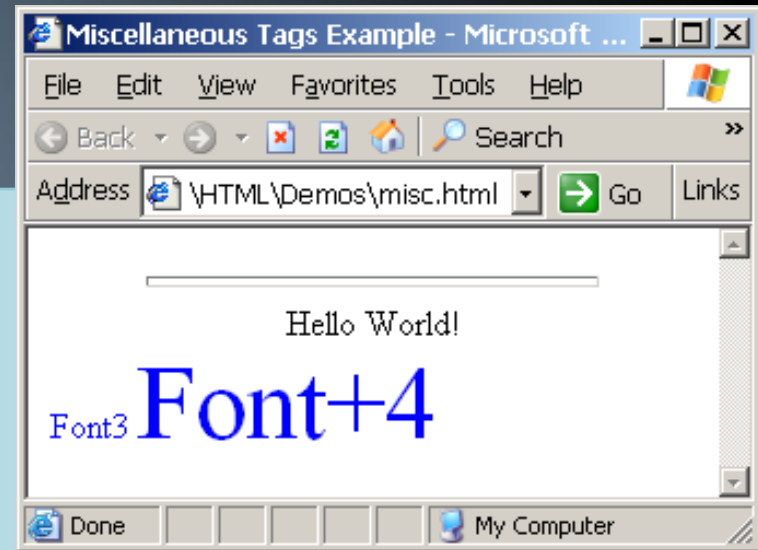 Miscellaneous Tags Example - Microsoft ...
File Edit View Favorites Tools Help
Back Search »
Address \HTML\Demos\misc.html Go Links
Hello World!
Font3 Font+4
Done My Computer